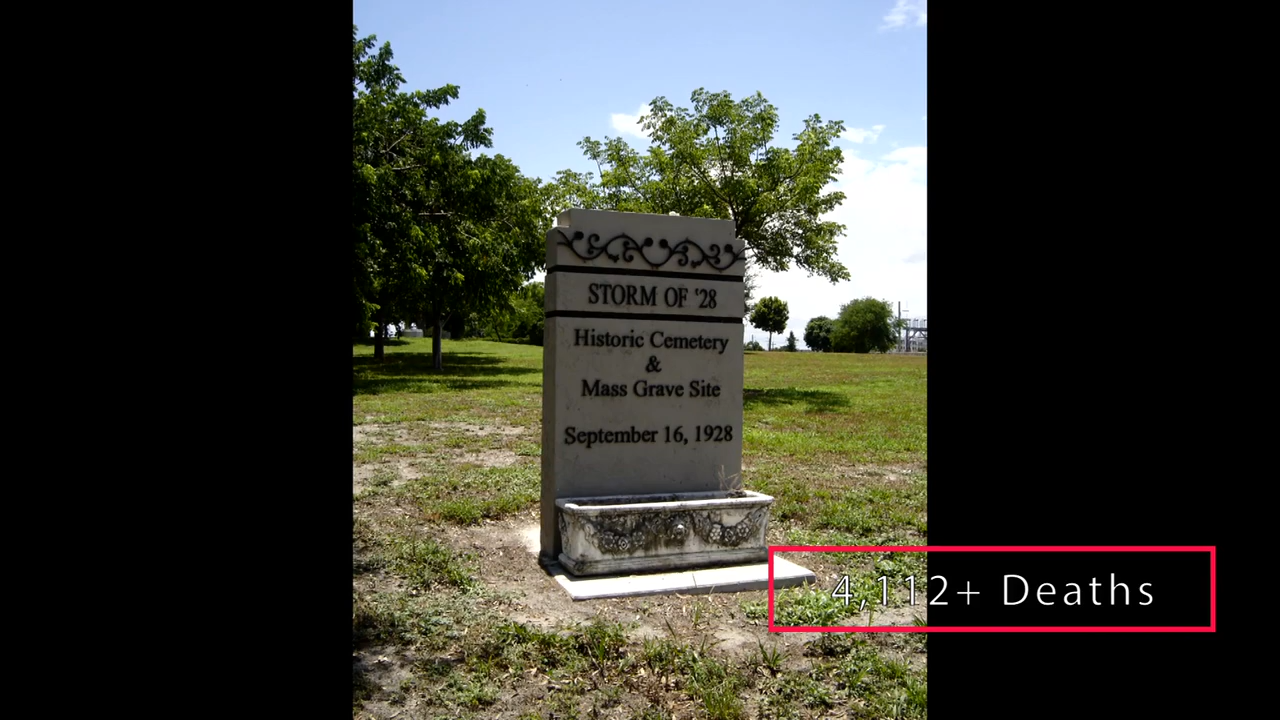 STORM OF '28
Historic Cemetery
&
Mass Grave Site
September 16, 1928
4,112+ Deaths